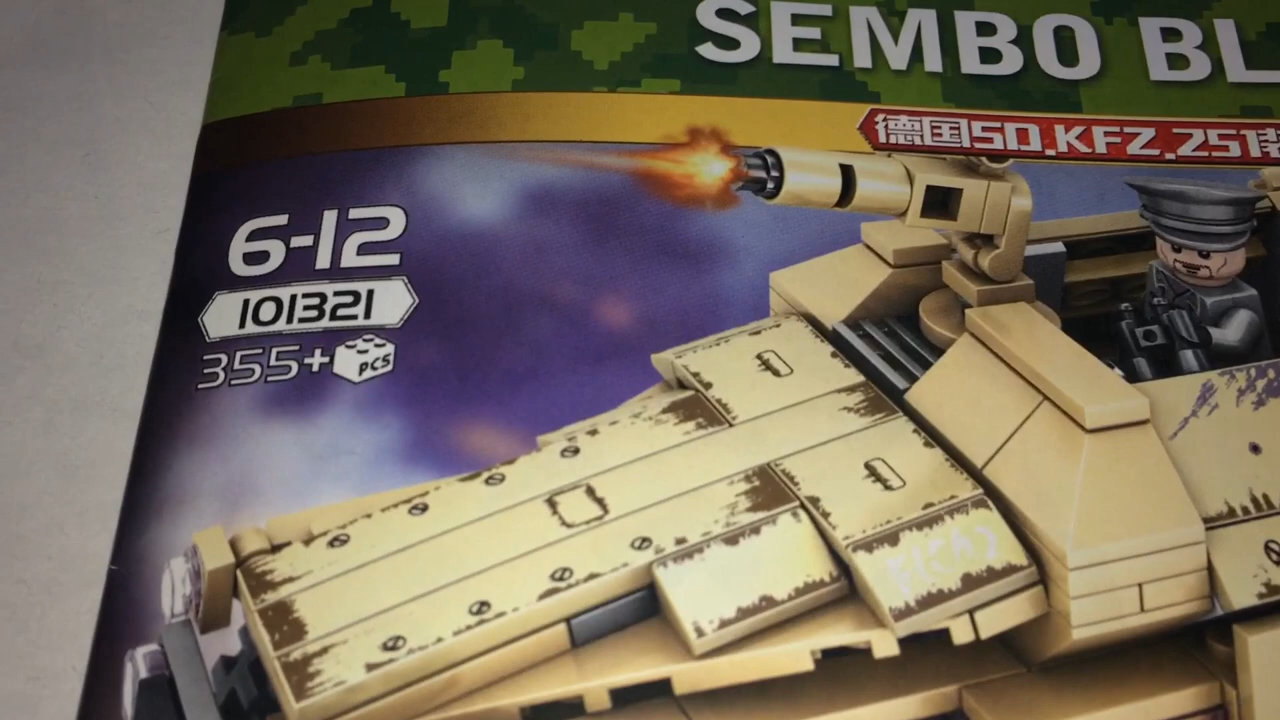 SEMBO BL
德国SD.KFZ.251
6-12
101321
355+ pcs